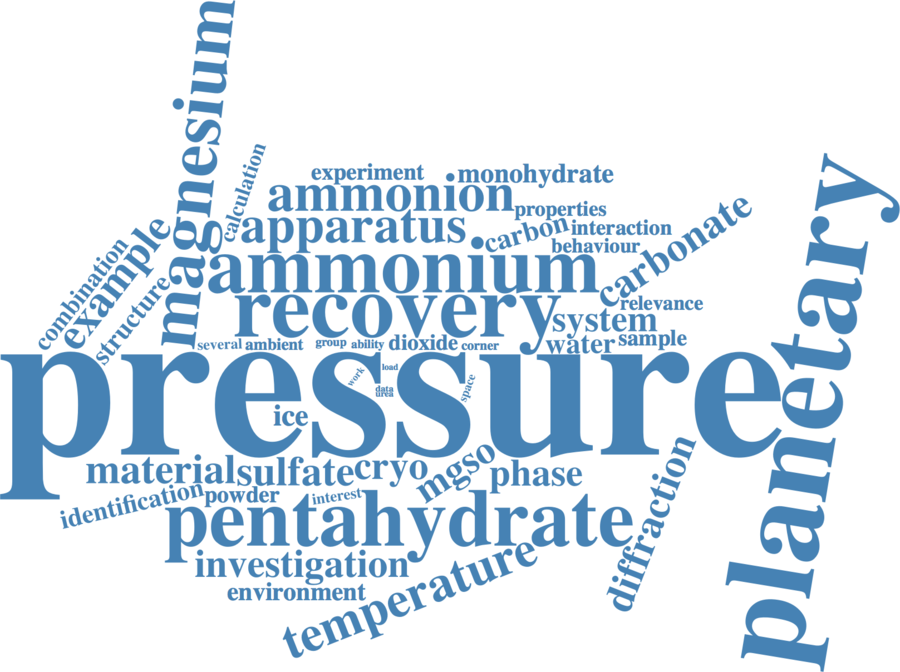 magnesium
calculation
experiment
monohydrate
ammonion
properties
apparatus
carbon
interaction
behaviour
carbonate
planetary
combination
example
structure
ammonium
recovery
relevance
system
several
ambient
group
ability
dioxide
corner
water
sample
pressure
work
load
data
urea
space
ice
material
sulfate
cryo
mgso
phase
identification
powder
interest
pentahydrate
diffraction
investigation
temperature
environment